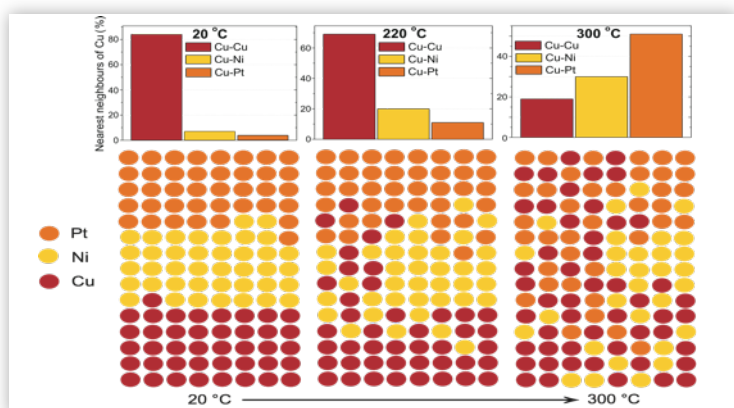 Nearest neighbours of Cu (%)
80
60
40
20
0
20 °C
Cu-Cu
Cu-Ni
Cu-Pt
60
40
20
0
220 °C
Cu-Cu
Cu-Ni
Cu-Pt
40
20
0
300 °C
Cu-Cu
Cu-Ni
Cu-Pt
Pt
Ni
Cu
20 °C
300 °C